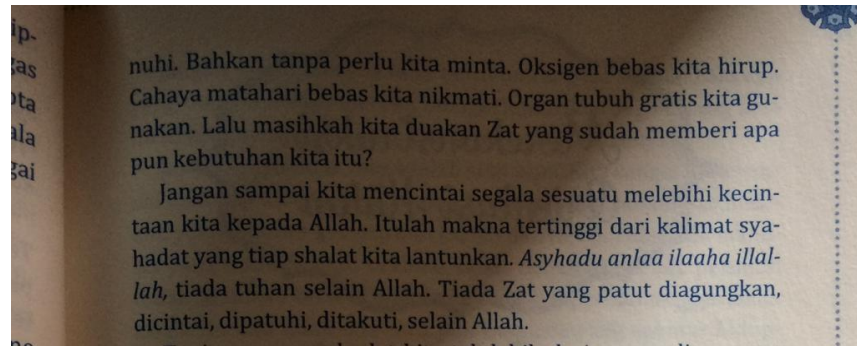 ip-
nuhi. Bahkan tanpa perlu kita minta. Oksigen bebas kita hirup.
Cahaya matahari bebas kita nikmati. Organ tubuh gratis kita gu-
nakan. Lalu masihkah kita duakan Zat yang sudah memberi apa
pun kebutuhan kita itu?
Jangan sampai kita mencintai segala sesuatu melebihi kecin-
taan kita kepada Allah. Itulah makna tertinggi dari kalimat sya-
hadat yang tiap shalat kita lantunkan. Asyhadu anlaa ilaaha illal-
lah, tiada tuhan selain Allah. Tiada Zat yang patut diagungkan,
dicintai, dipatuhi, ditakuti, selain Allah.